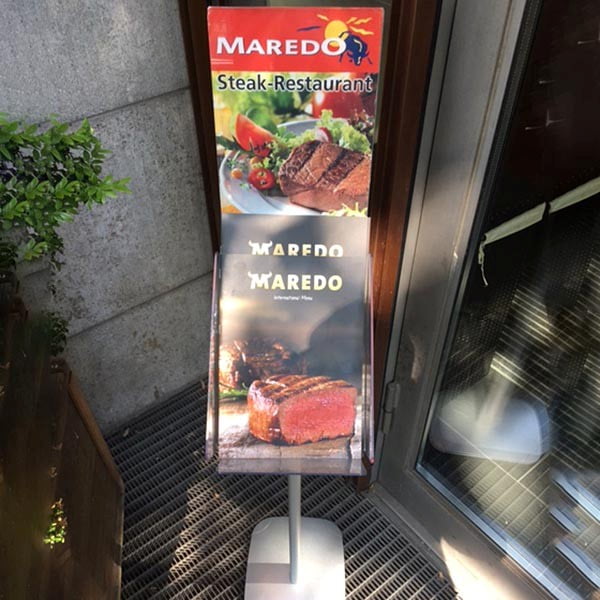 MAREDO
Steak-Restaurant
MAREDO
MAREDO
International Menu